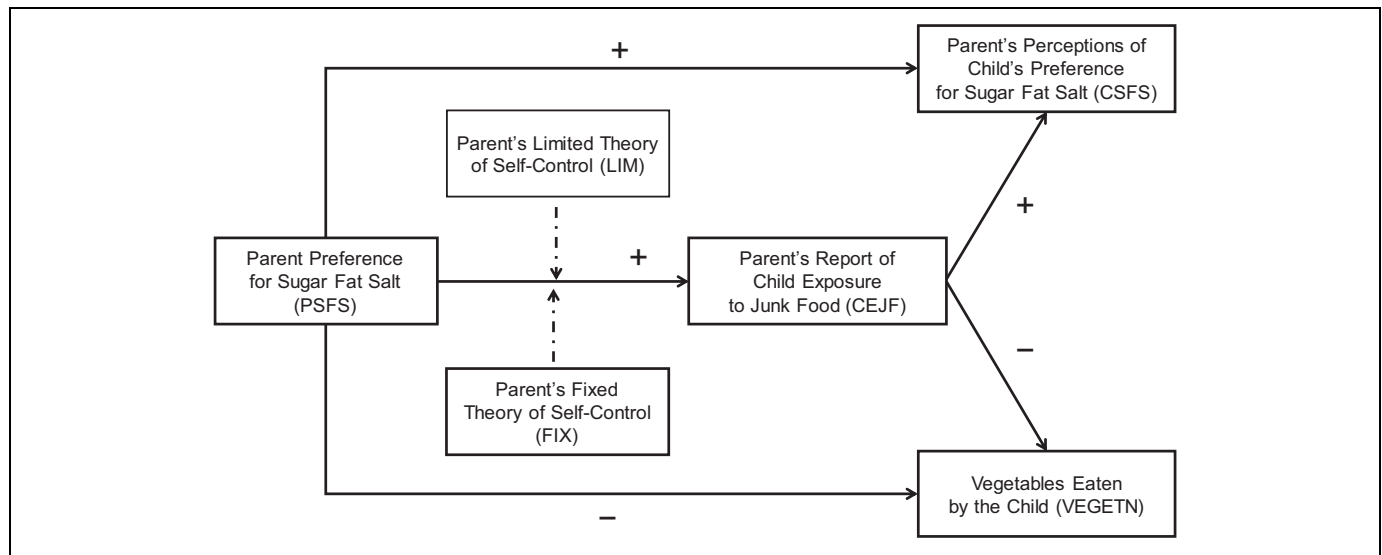 +
Parent's Perceptions of
Child's Preference
for Sugar Fat Salt (CSFS)
Parent's Limited Theory
of Self-Control (LIM)
+
Parent Preference
for Sugar Fat Salt
(PSFS)
+
Parent's Report of
Child Exposure
to Junk Food (CEJF)
−
Parent's Fixed
Theory of Self-Control
(FIX)
Vegetables Eaten
by the Child (VEGETN)
−